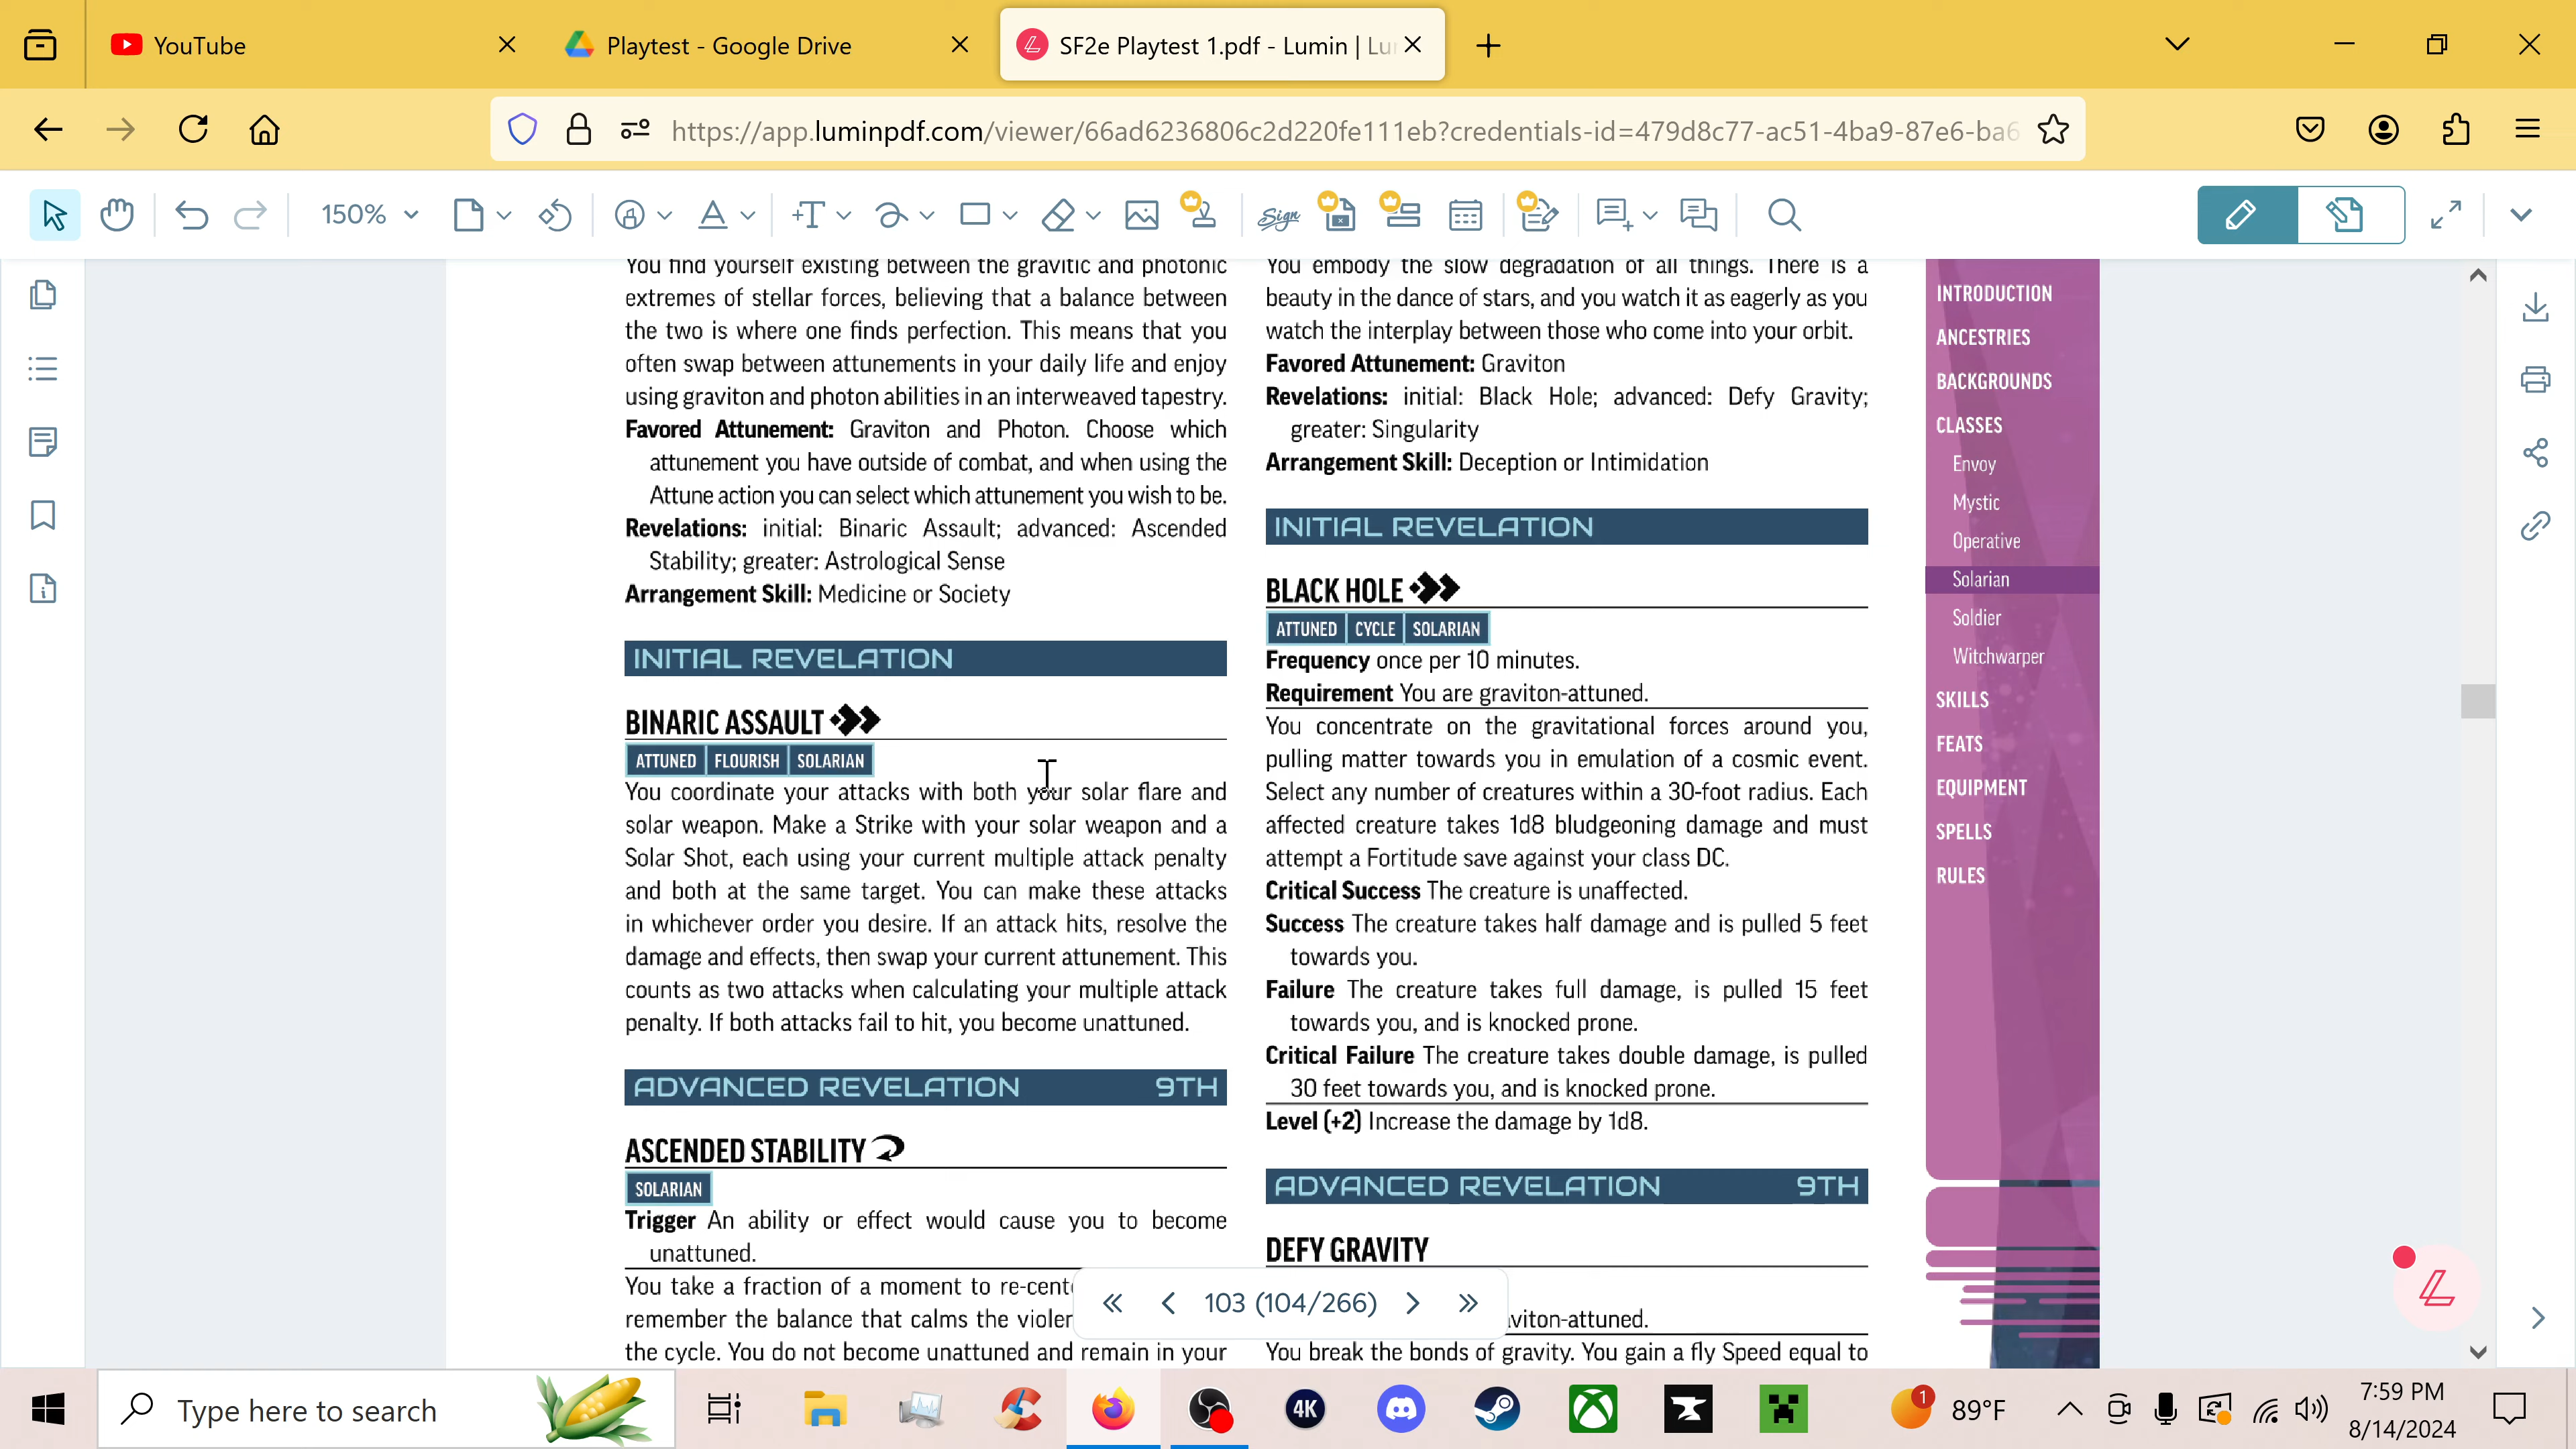 YouTube
Playtest - Google Drive
SF2e Playtest 1.pdf - Lumin | Lu
https://app.luminpdf.com/viewer/66ad6236806c2d220fe111eb?credentials-id=479d8c77-ac51-4ba9-87e6-ba6
150%
Sign
You find yourself existing between the gravitic and photonic
extremes of stellar forces, believing that a balance between
the two is where one finds perfection. This means that you
often swap between attunements in your daily life and enjoy
using graviton and photon abilities in an interweaved tapestry.
Favored Attunement: Graviton and Photon. Choose which
attunement you have outside of combat, and when using the
Attune action you can select which attunement you wish to be.
Revelations: initial: Binaric Assault; advanced: Ascended
Stability; greater: Astrological Sense
Arrangement Skill: Medicine or Society
INITIAL REVELATION
BINARIC ASSAULT
ATTUNED FLOURISH SOLARIAN
You coordinate your attacks with both your solar flare and
solar weapon. Make a Strike with your solar weapon and a
Solar Shot, each using your current multiple attack penalty
and both at the same target. You can make these attacks
in whichever order you desire. If an attack hits, resolve the
damage and effects, then swap your current attunement. This
counts as two attacks when calculating your multiple attack
penalty. If both attacks fail to hit, you become unattuned.
ADVANCED REVELATION 9TH
ASCENDED STABILITY
SOLARIAN
Trigger An ability or effect would cause you to become
unattuned.
You take a fraction of a moment to re-cent
remember the balance that calms the violen
the cycle. You do not become unattuned and remain in your
You embody the slow degradation of all things. There is a
beauty in the dance of stars, and you watch it as eagerly as you
watch the interplay between those who come into your orbit.
Favored Attunement: Graviton
Revelations: initial: Black Hole; advanced: Defy Gravity;
greater: Singularity
Arrangement Skill: Deception or Intimidation
INITIAL REVELATION
BLACK HOLE
ATTUNED CYCLE SOLARIAN
Frequency once per 10 minutes.
Requirement You are graviton-attuned.
You concentrate on the gravitational forces around you,
pulling matter towards you in emulation of a cosmic event.
Select any number of creatures within a 30-foot radius. Each
affected creature takes 1d8 bludgeoning damage and must
attempt a Fortitude save against your class DC.
Critical Success The creature is unaffected.
Success The creature takes half damage and is pulled 5 feet
towards you.
Failure The creature takes full damage, is pulled 15 feet
towards you, and is knocked prone.
Critical Failure The creature takes double damage, is pulled
30 feet towards you, and is knocked prone.
Level (+2) Increase the damage by 1d8.
ADVANCED REVELATION 9TH
DEFY GRAVITY
viton-attuned.
You break the bonds of gravity. You gain a fly Speed equal to
INTRODUCTION
ANCESTRIES
BACKGROUNDS
CLASSES
Envoy
Mystic
Operative
Solarian
Soldier
Witchwarper
SKILLS
FEATS
EQUIPMENT
SPELLS
RULES
103 (104/266)
Type here to search
4K
1
89°F
7:59 PM
8/14/2024